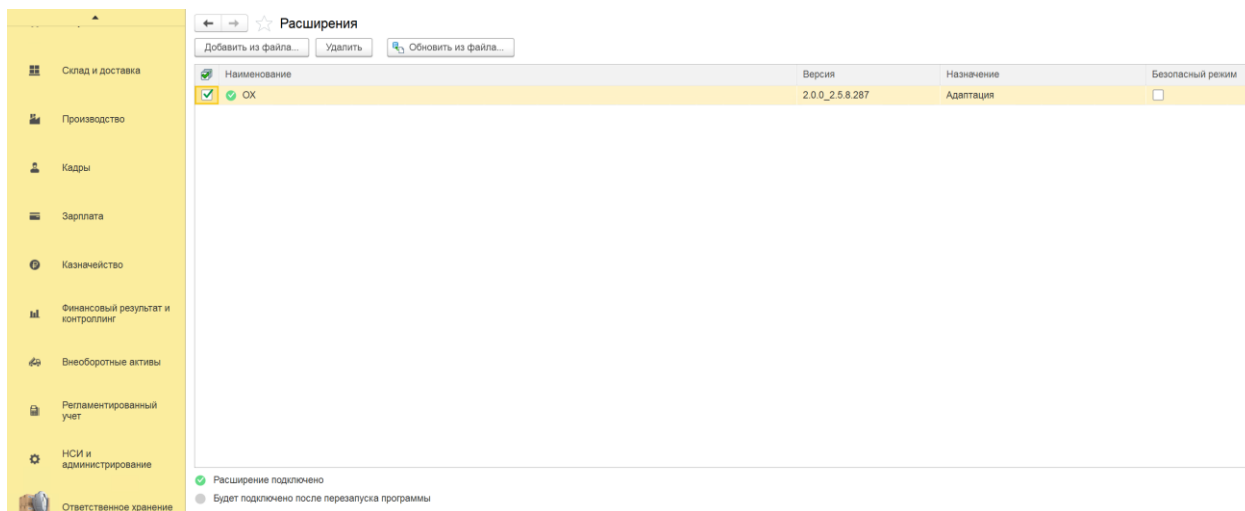 Расширения
Добавить из файла... Удалить Обновить из файла...
Наименование Версия Назначение Безопасный режим
ОХ 2.0.0_2.5.8.287 Адаптация
Склад и доставка
Производство
Кадры
Зарплата
Казначейство
Финансовый результат и
контроллинг
Внеоборотные активы
Регламентированный
учет
НСИ и
администрирование
Ответственное хранение
Расширение подключено
Будет подключено после перезапуска программы